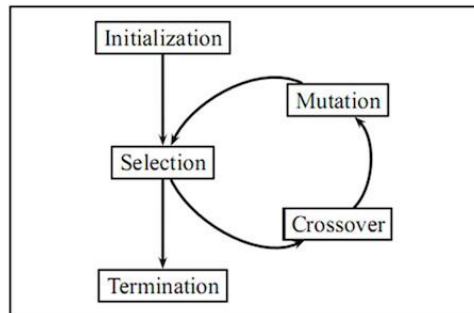 Initialization
Mutation
Selection
Crossover
Termination